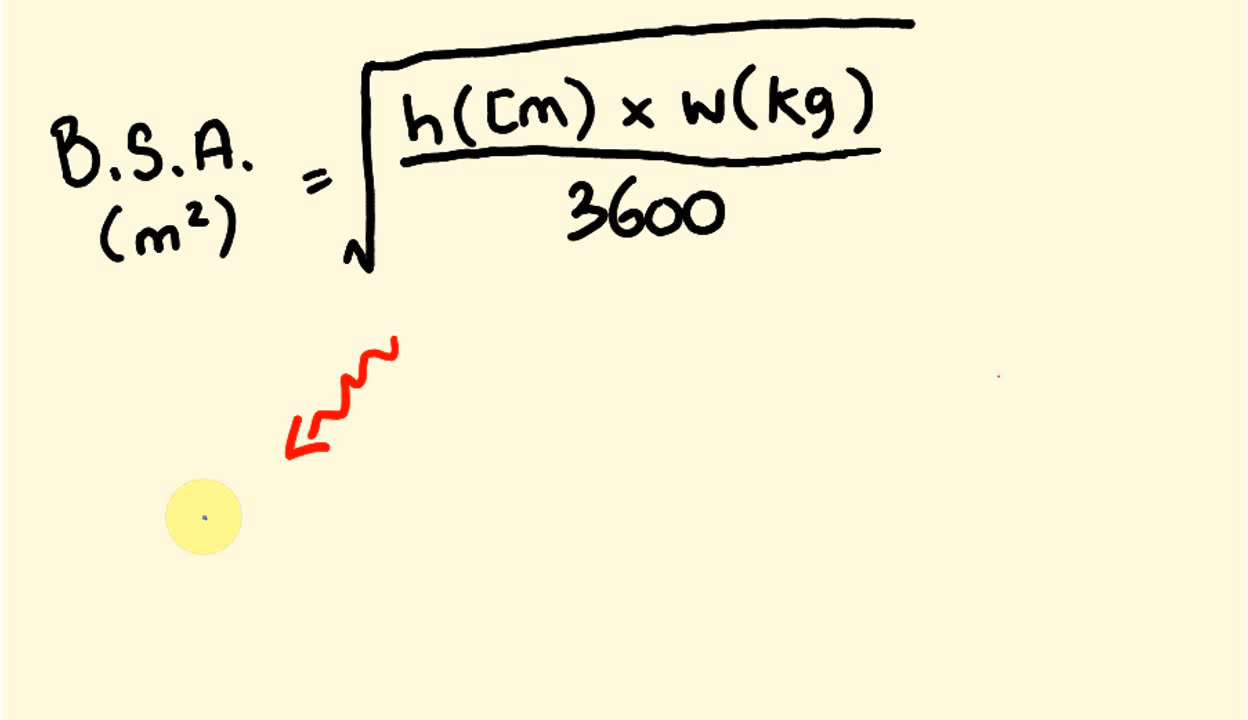 B.S.A. = √ h(cm) x w(kg)
(m²) 3600